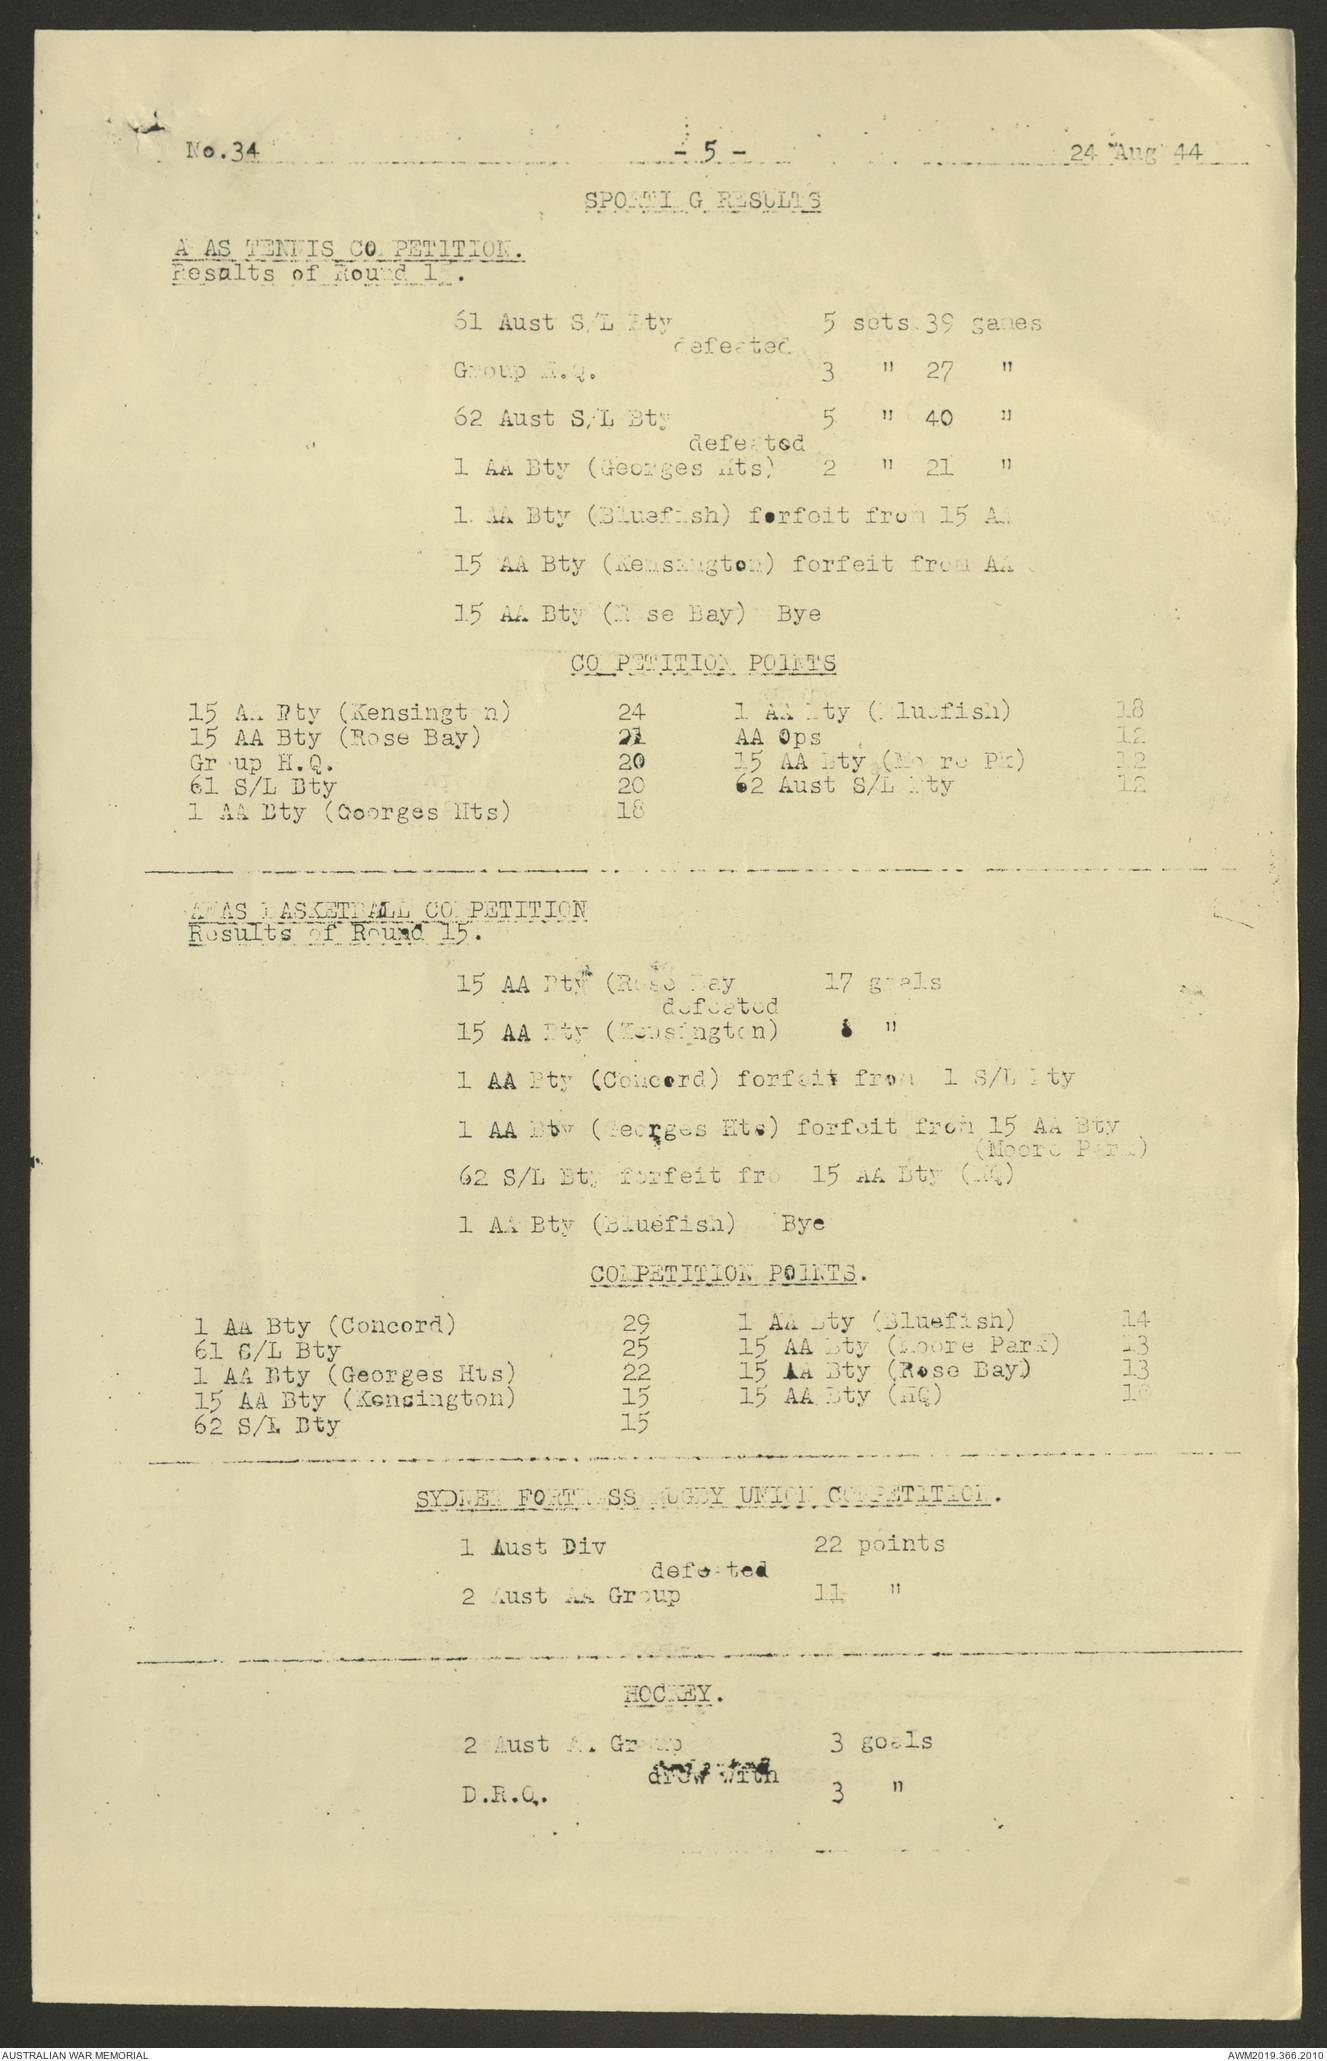 No.34 - 5 - 24 Aug 44
SPORTING RESULTS
AWAS TENNIS COMPETITION.
Results of Round
61 Aust S/L Bty 5 sets 39 games
defeated
Group H.Q. 3 " 27 "
62 Aust S/L Bty 5 " 40 "
defeated
1 AA Bty (Georges Hts) 2 " 21 "
1 AA Bty (Bluefish) forfeit from 15 AA
15 AA Bty (Kensington) forfeit from AA
15 AA Bty (Rose Bay) Bye
COMPETITION POINTS
15 AA Bty (Kensington) 24 1 AA Bty (Bluefish) 18
15 AA Bty (Rose Bay) 21 AA Ops 12
Group H.Q. 20 15 AA Bty (Moore Pk) 12
61 S/L Bty 20 62 Aust S/L Bty 12
1 AA Bty (Georges Hts) 18
AWAS BASKETBALL COMPETITION
Results of Round 15.
15 AA Bty (Rose Bay 17 goals
defeated
15 AA Bty (Kensington) 8 "
1 AA Bty (Concord) forfeit from 1 S/L Bty
1 AA Bty (Georges Hts) forfeit from 15 AA Bty
(Moore Park)
62 S/L Bty forfeit from 15 AA Bty (HQ)
1 AA Bty (Bluefish) Bye
COMPETITION POINTS.
1 AA Bty (Concord) 29 1 AA Bty (Bluefish) 14
61 S/L Bty 25 15 AA Bty (Moore Park) 13
1 AA Bty (Georges Hts) 22 15 AA Bty (Rose Bay) 13
15 AA Bty (Kensington) 15 15 AA Bty (HQ) 10
62 S/L Bty 15
SYDNEY FORTRESS RUGBY UNION COMPETITION.
1 Aust Div 22 points
defeated
2 Aust AA Group 11 "
HOCKEY.
2 Aust AA Group 3 goals
drew with
D.R.O. 3 "
AUSTRALIAN WAR MEMORIAL AWM2019.366.2010